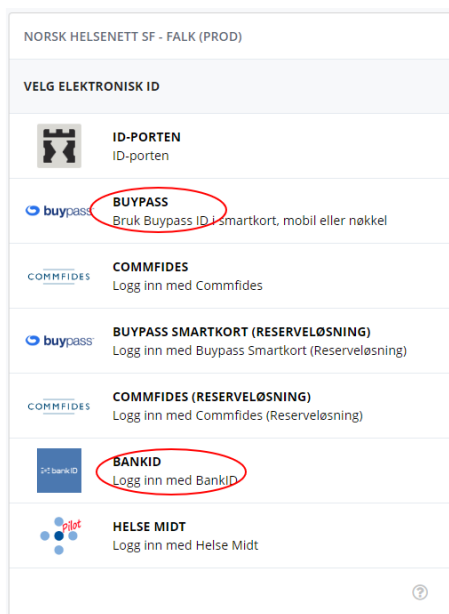 NORSK HELSENETT SF - FALK (PROD)
VELG ELEKTRONISK ID
ID-PORTEN
ID-porten
buypass
BUYPASS
Bruk Buypass ID i smartkort, mobil eller nøkkel
COMMFIDES
COMMFIDES
Logg inn med Commfides
buypass
BUYPASS SMARTKORT (RESERVELØSNING)
Logg inn med Buypass Smartkort (Reserveløsning)
COMMFIDES
COMMFIDES (RESERVELØSNING)
Logg inn med Commfides (Reserveløsning)
bankID
BANKID
Logg inn med BankID
Pilot
HELSE MIDT
Logg inn med Helse Midt
?